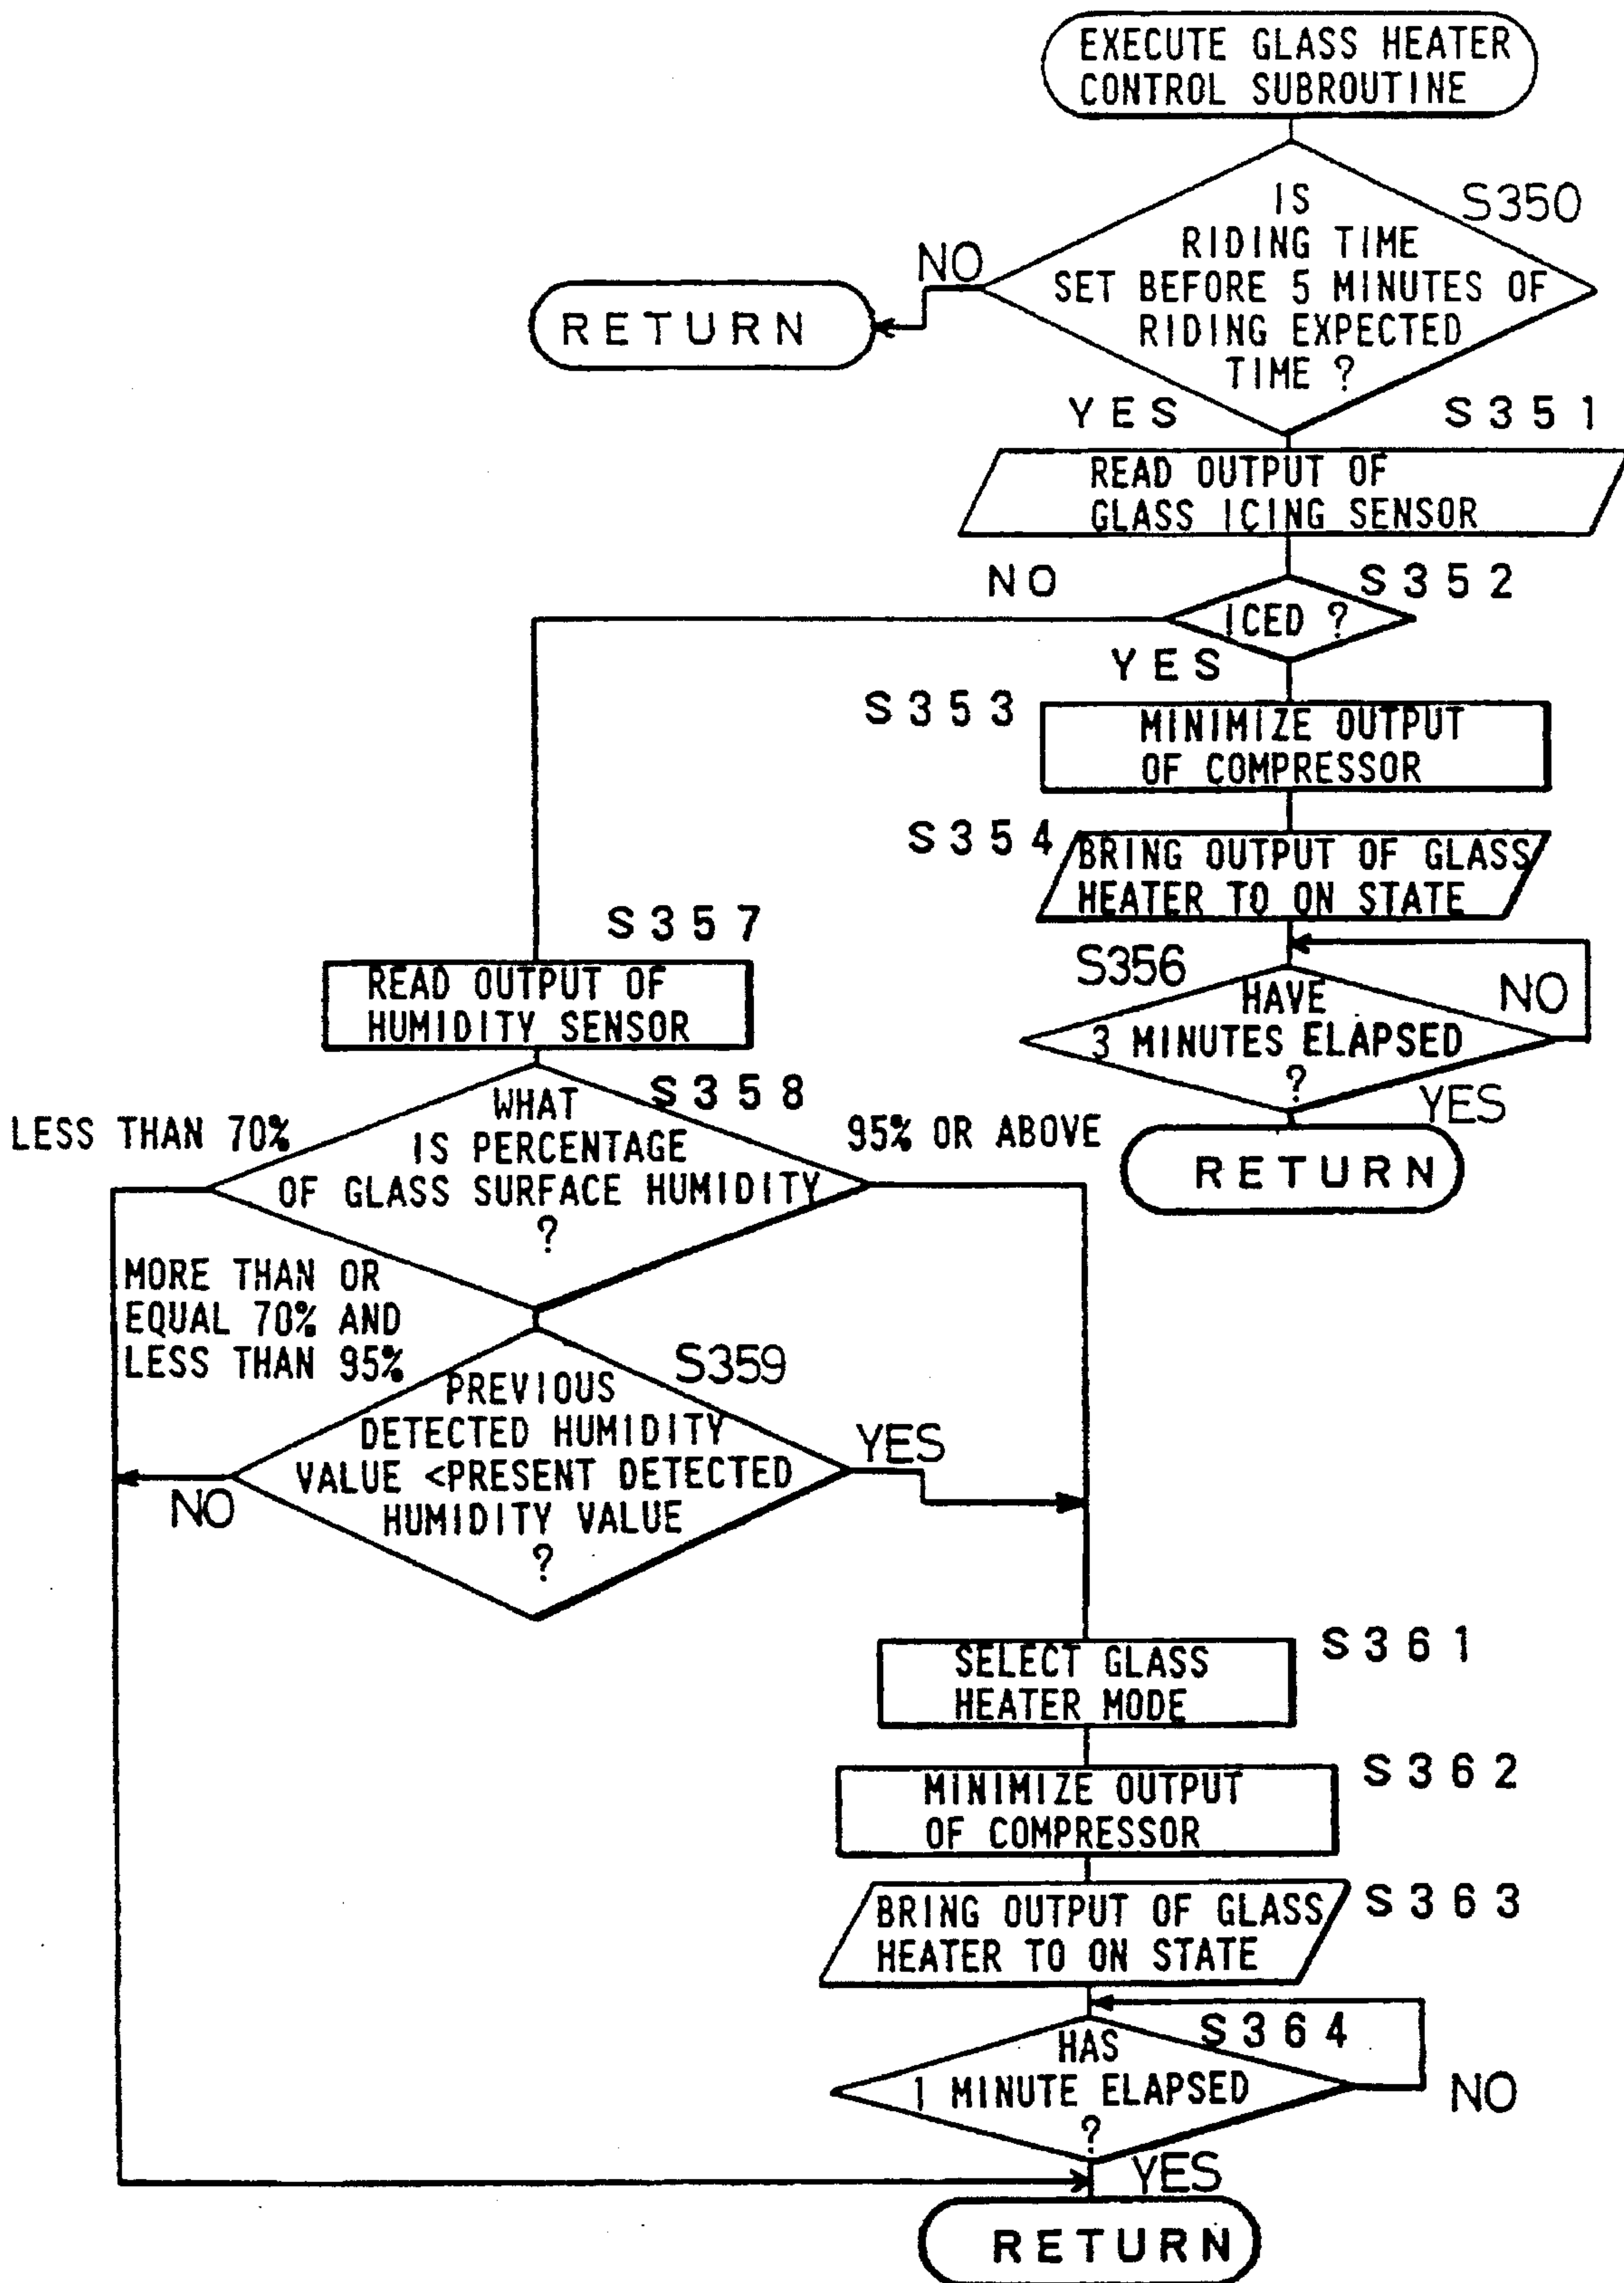 EXECUTE GLASS HEATER
CONTROL SUBROUTINE
S350
IS
RIDING TIME
SET BEFORE 5 MINUTES OF
RIDING EXPECTED
TIME ?
NO
RETURN
YES
S351
READ OUTPUT OF
GLASS ICING SENSOR
NO
S352
ICED ?
YES
S353
MINIMIZE OUTPUT
OF COMPRESSOR
S354
BRING OUTPUT OF GLASS
HEATER TO ON STATE
S356
HAVE
3 MINUTES ELAPSED
?
NO
YES
RETURN
S357
READ OUTPUT OF
HUMIDITY SENSOR
S358
WHAT
IS PERCENTAGE
OF GLASS SURFACE HUMIDITY
?
LESS THAN 70%
95% OR ABOVE
MORE THAN OR
EQUAL 70% AND
LESS THAN 95%
S359
PREVIOUS
DETECTED HUMIDITY
VALUE <PRESENT DETECTED
HUMIDITY VALUE
?
NO
YES
S361
SELECT GLASS
HEATER MODE
S362
MINIMIZE OUTPUT
OF COMPRESSOR
S363
BRING OUTPUT OF GLASS
HEATER TO ON STATE
S364
HAS
1 MINUTE ELAPSED
?
NO
YES
RETURN